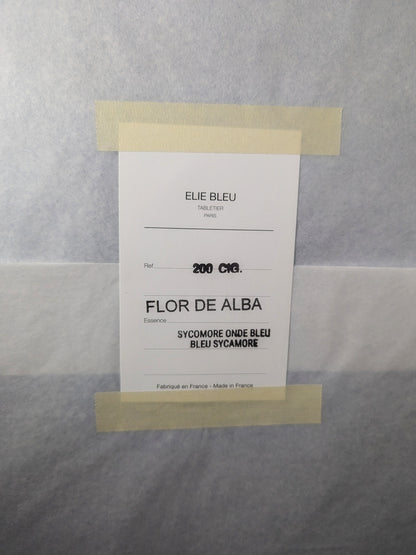 ELIE BLEU
TABLETIER
PARIS
Ref. 200 CIG.
FLOR DE ALBA
Essence
SYCOMORE ONDE BLEU
BLEU SYCAMORE
Fabriqué en France - Made in France